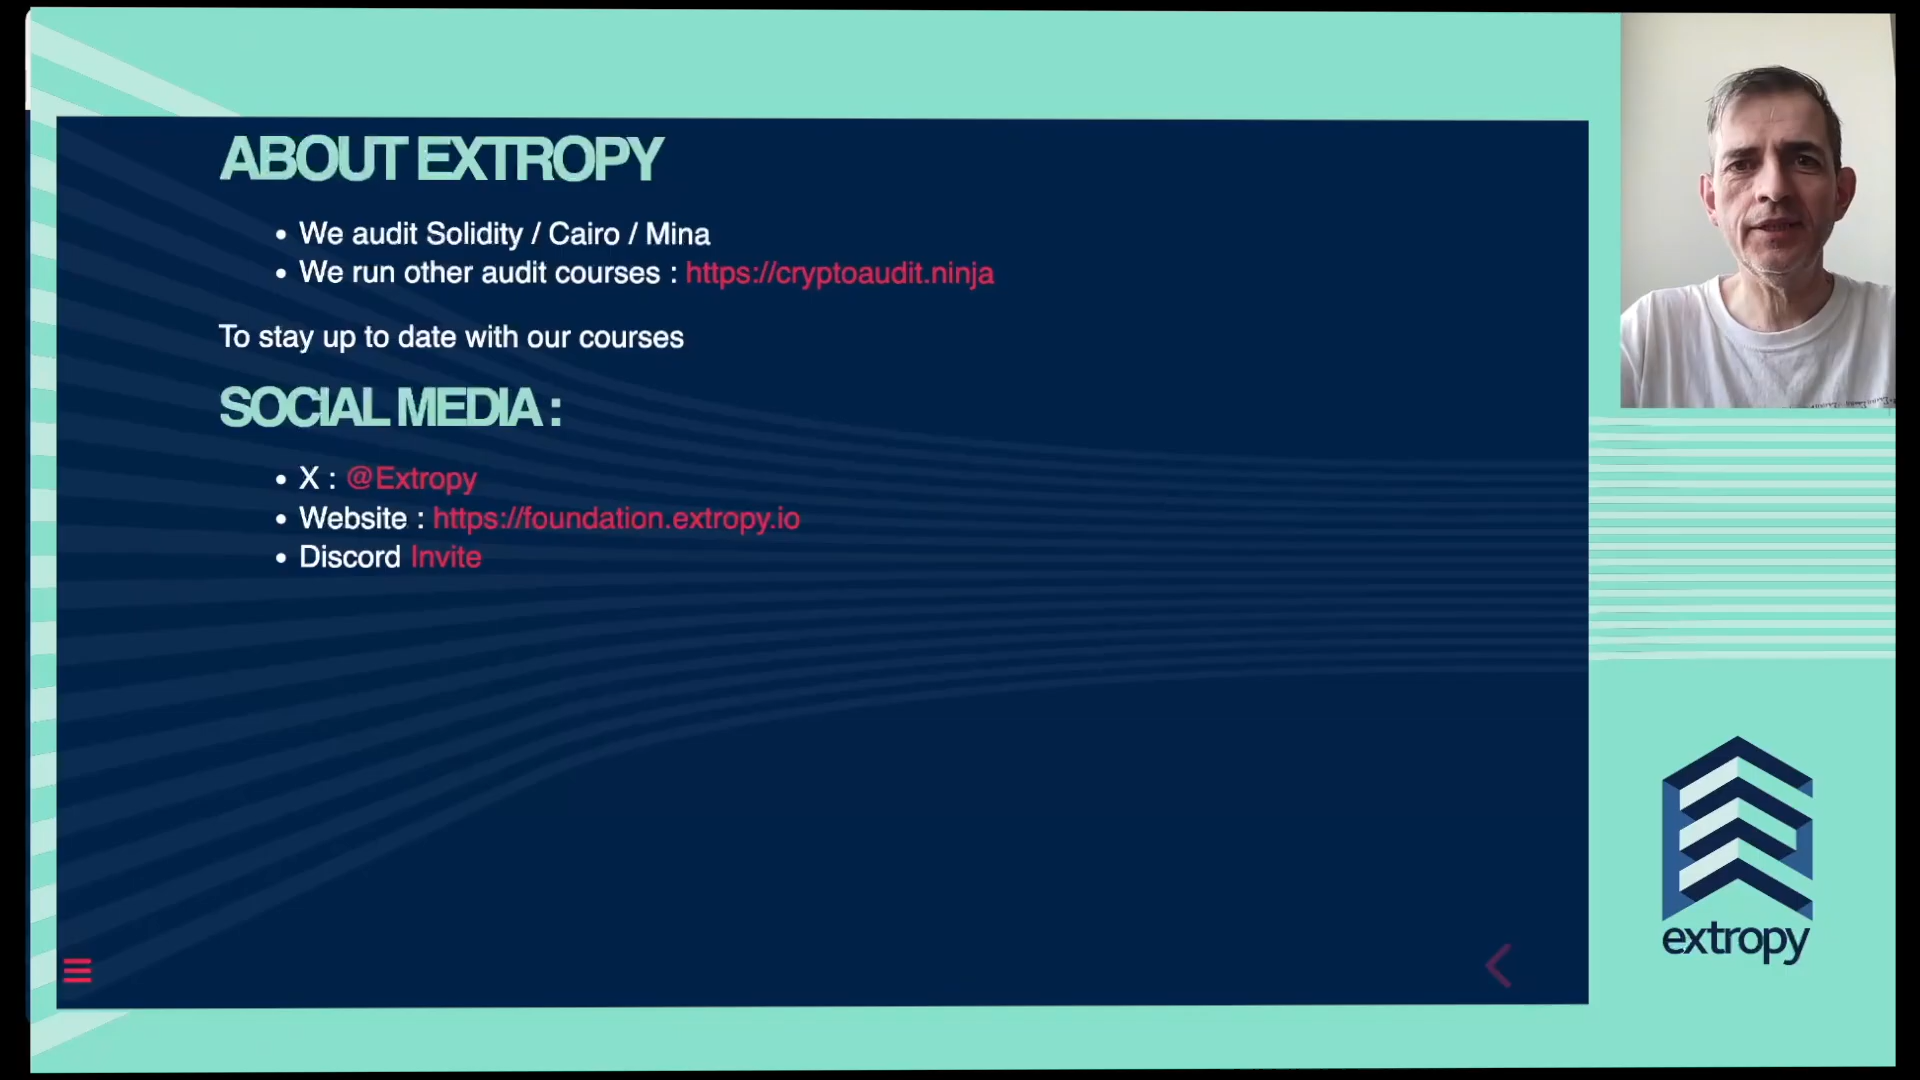 ABOUT EXTROPY
• We audit Solidity / Cairo / Mina
• We run other audit courses : https://cryptoaudit.ninja
To stay up to date with our courses
SOCIAL MEDIA :
• X : @Extropy
• Website : https://foundation.extropy.io
• Discord Invite
extropy